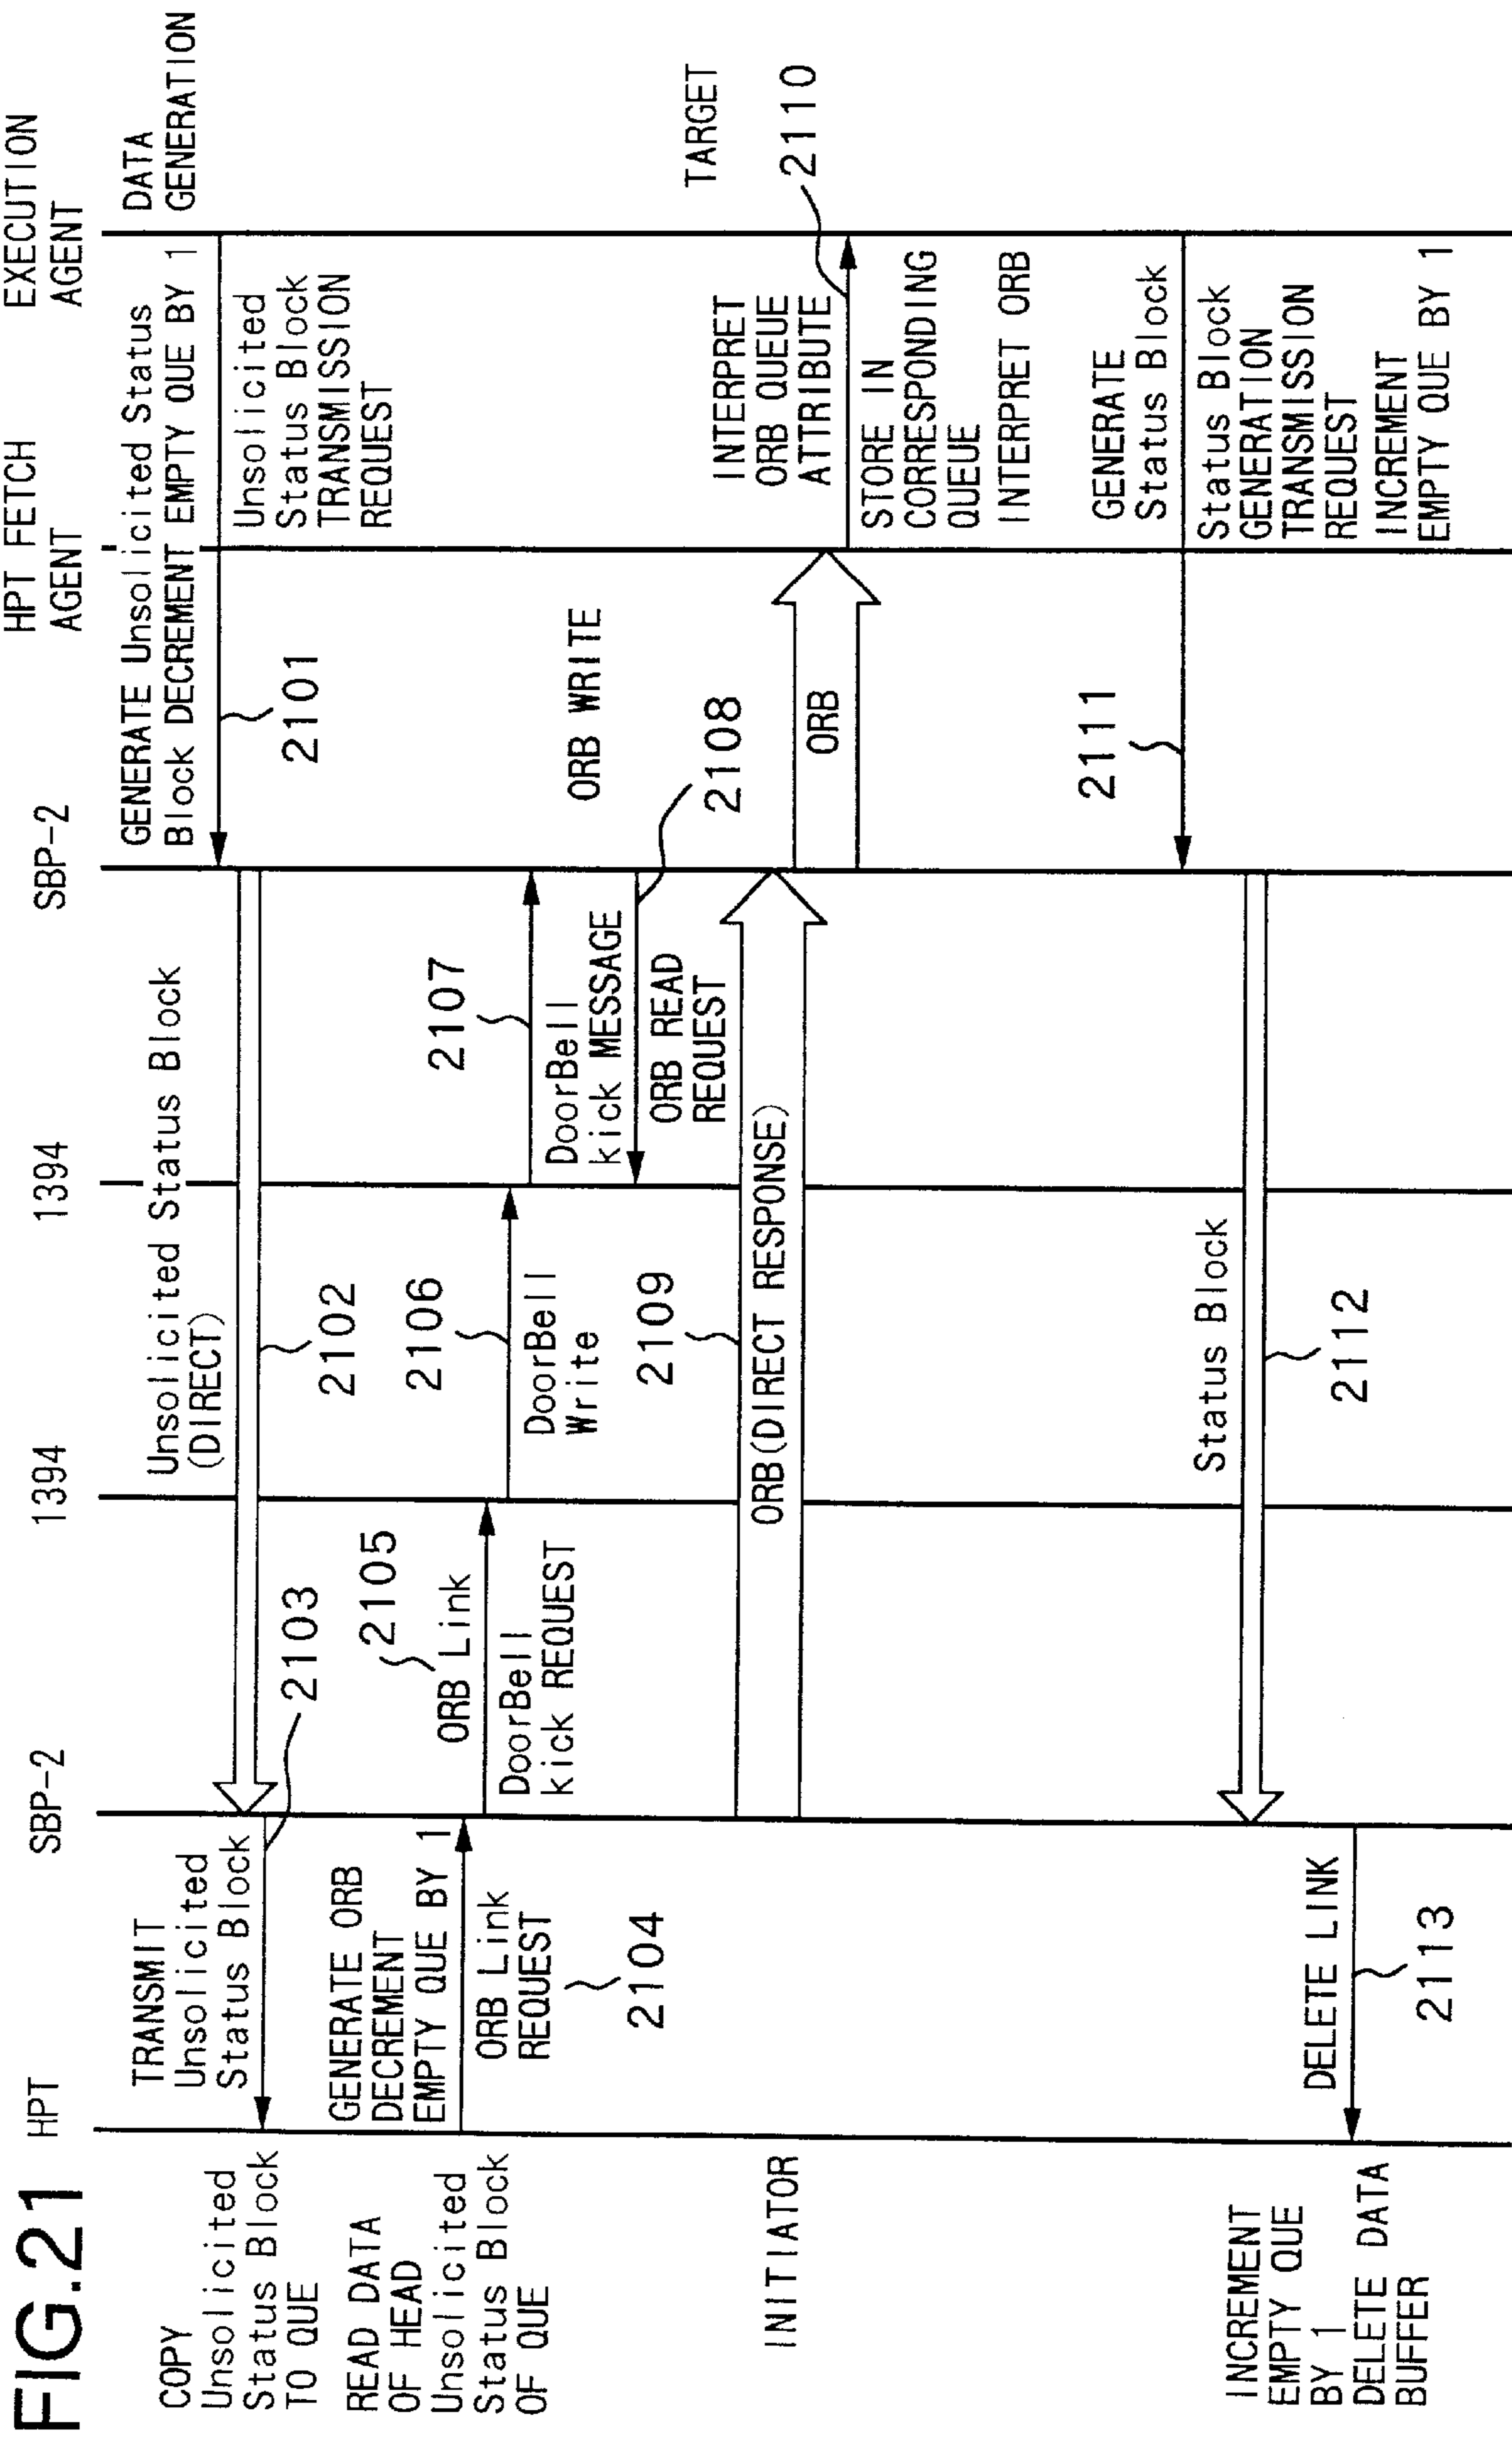 FIG.21
HPT
SBP-2
1394
1394
SBP-2
HPT FETCH
AGENT
EXECUTION
AGENT
COPY
Unsolicited
Status Block
TO QUE
TRANSMIT
Unsolicited
Status Block
2103
Unsolicited Status Block
(DIRECT)
2102
GENERATE Unsolicited Status
Block DECREMENT EMPTY QUE BY 1
2101
Unsolicited
Status Block
TRANSMISSION
REQUEST
DATA
GENERATION
READ DATA
OF HEAD
Unsolicited
Status Block
OF QUE
GENERATE ORB
DECREMENT
EMPTY QUE BY 1
ORB Link
REQUEST
2104
2105
ORB Link
DoorBell
kick REQUEST
2106
DoorBell
Write
2107
DoorBell
kick MESSAGE
ORB READ
REQUEST
2108
ORB WRITE
INITIATOR
2109
ORB(DIRECT RESPONSE)
ORB
INTERPRET
ORB QUEUE
ATTRIBUTE
STORE IN
CORRESPONDING
QUEUE
INTERPRET ORB
TARGET
2110
GENERATE
Status Block
2111
Status Block
GENERATION
TRANSMISSION
REQUEST
INCREMENT
EMPTY QUE BY 1
Status Block
2112
DELETE LINK
2113
INCREMENT
EMPTY QUE
BY 1
DELETE DATA
BUFFER